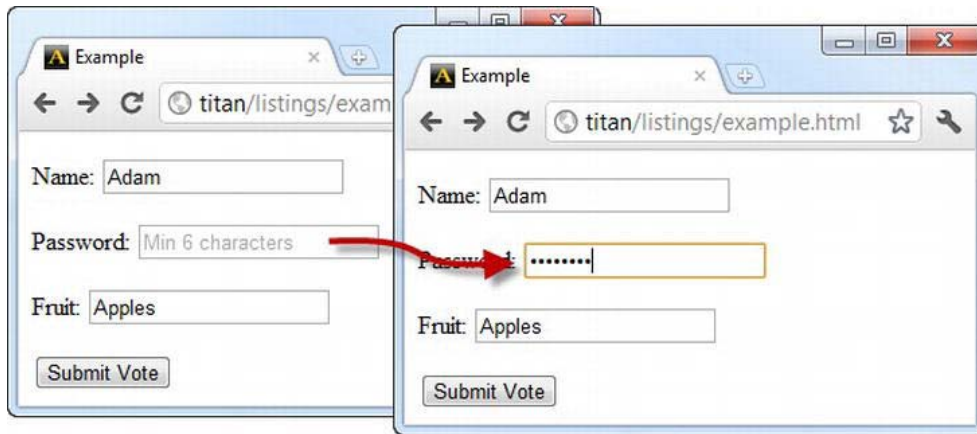 Example
titan/listings/exam
Name: Adam
Password: Min 6 characters
Fruit: Apples
Submit Vote
Example
titan/listings/example.html
Name: Adam
Password: ••••••••
Fruit: Apples
Submit Vote